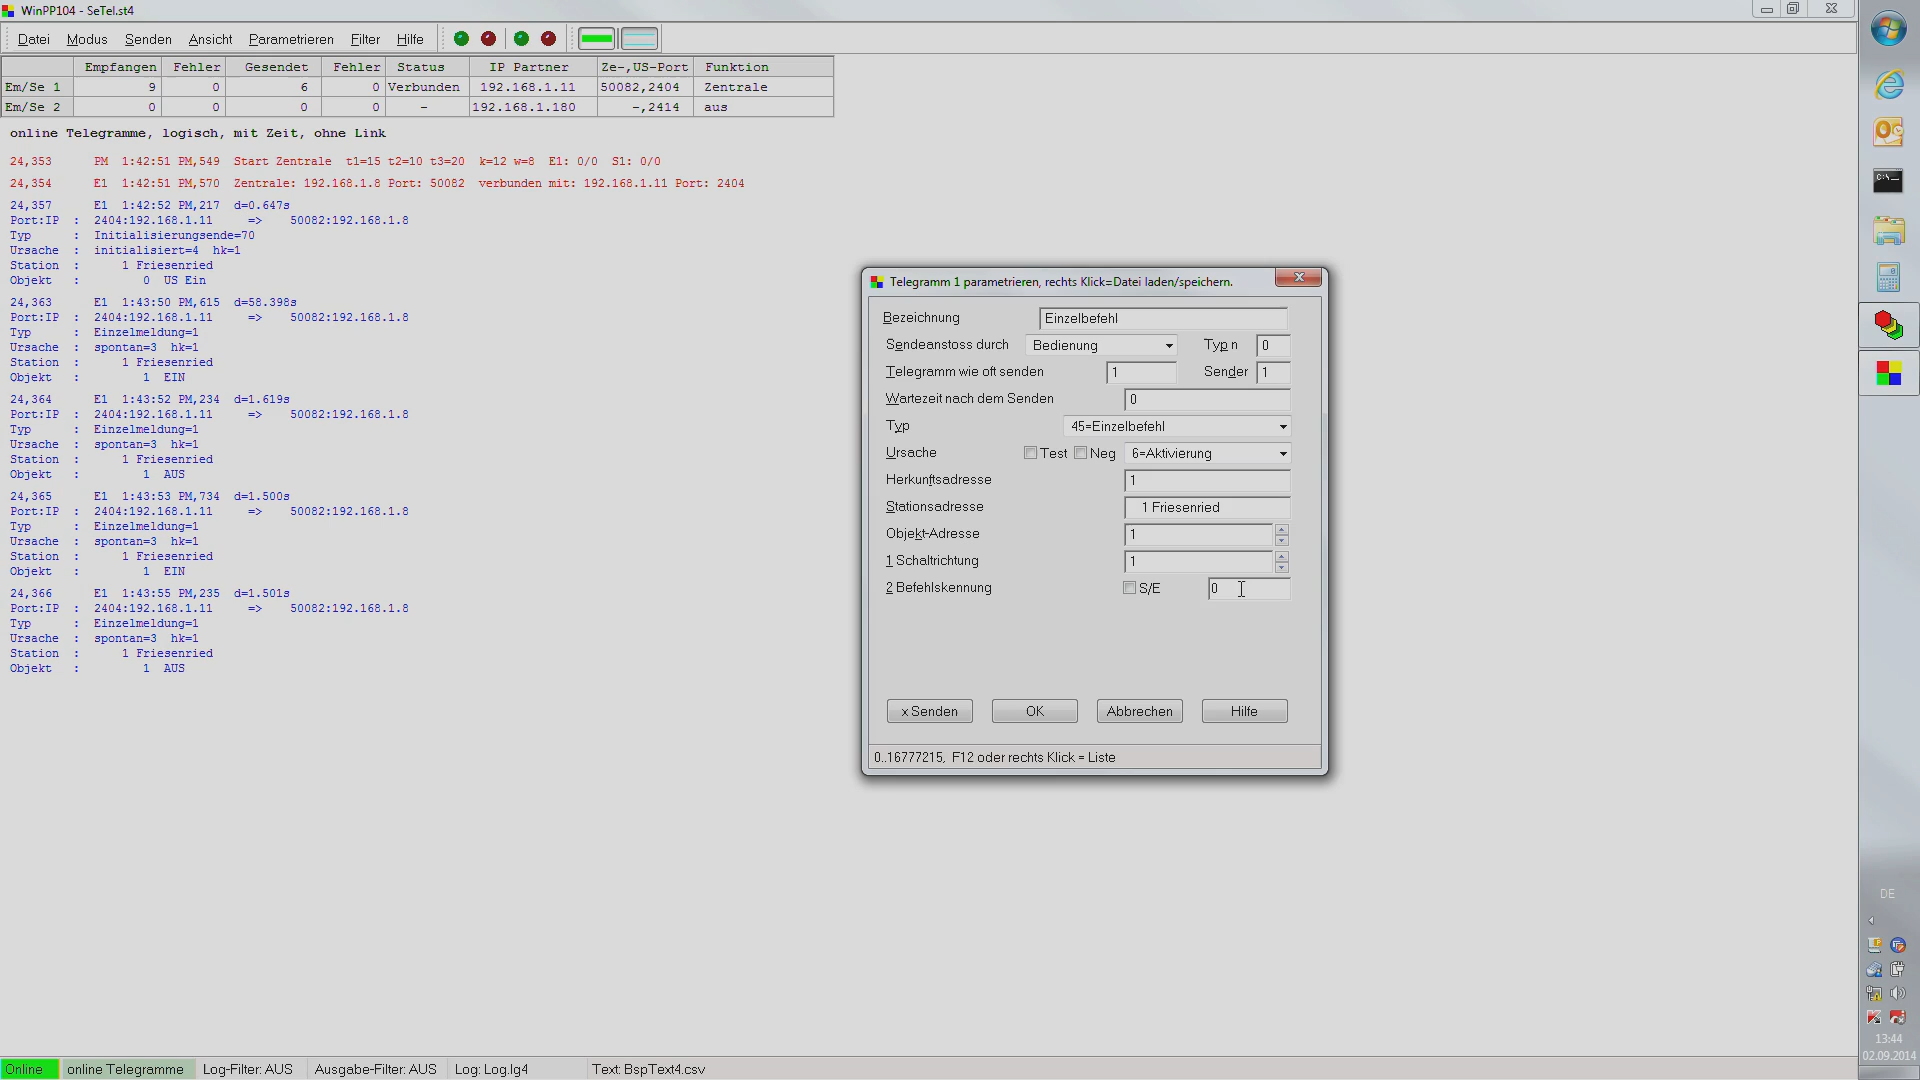 WinPP104 - SeTel.st4
Datei Modus Senden Ansicht Parametrieren Filter Hilfe
Empfangen Fehler Gesendet Fehler Status IP Partner Ze-,US-Port Funktion
Em/Se 1 9 0 6 0 Verbunden 192.168.1.11 50082,2404 Zentrale
Em/Se 2 0 0 0 0 - 192.168.1.180 -,2414 aus
online Telegramme, logisch, mit Zeit, ohne Link
24,353 PM 1:42:51 PM,549 Start Zentrale t1=15 t2=10 t3=20 k=12 w=8 E1: 0/0 S1: 0/0
24,354 E1 1:42:51 PM,570 Zentrale: 192.168.1.8 Port: 50082 verbunden mit: 192.168.1.11 Port: 2404
24,357 E1 1:42:52 PM,217 d=0.647s
Port:IP : 2404:192.168.1.11 => 50082:192.168.1.8
Typ : Initialisierungsende=70
Ursache : initialisiert=4 hk=1
Station : 1 Friesenried
Objekt : 0 US Ein
24,363 E1 1:43:50 PM,615 d=58.398s
Port:IP : 2404:192.168.1.11 => 50082:192.168.1.8
Typ : Einzelmeldung=1
Ursache : spontan=3 hk=1
Station : 1 Friesenried
Objekt : 1 EIN
24,364 E1 1:43:52 PM,234 d=1.619s
Port:IP : 2404:192.168.1.11 => 50082:192.168.1.8
Typ : Einzelmeldung=1
Ursache : spontan=3 hk=1
Station : 1 Friesenried
Objekt : 1 AUS
24,365 E1 1:43:53 PM,734 d=1.500s
Port:IP : 2404:192.168.1.11 => 50082:192.168.1.8
Typ : Einzelmeldung=1
Ursache : spontan=3 hk=1
Station : 1 Friesenried
Objekt : 1 EIN
24,366 E1 1:43:55 PM,235 d=1.501s
Port:IP : 2404:192.168.1.11 => 50082:192.168.1.8
Typ : Einzelmeldung=1
Ursache : spontan=3 hk=1
Station : 1 Friesenried
Objekt : 1 AUS
Telegramm 1 parametrieren, rechts Klick=Datei laden/speichern.
Bezeichnung Einzelbefehl
Sendeanstoss durch Bedienung Typ n 0
Telegramm wie oft senden 1 Sender 1
Wartezeit nach dem Senden 0
Typ 45=Einzelbefehl
Ursache Test Neg 6=Aktivierung
Herkunftsadresse 1
Stationsadresse 1 Friesenried
Objekt-Adresse 1
1 Schaltrichtung 1
2 Befehlskennung S/E 0
x Senden OK Abbrechen Hilfe
0..16777215, F12 oder rechts Klick = Liste
C:\
DE
13:44
02.09.2014
Online online Telegramme Log-Filter: AUS Ausgabe-Filter: AUS Log: Log.lg4 Text: BspText4.csv